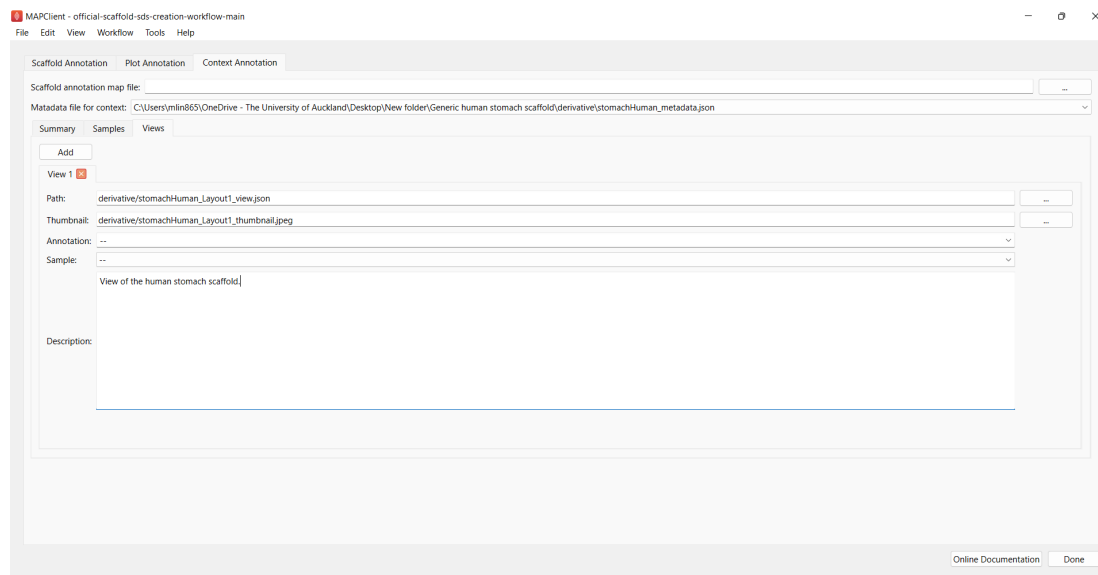 MAPClient - official-scaffold-sds-creation-workflow-main
File Edit View Workflow Tools Help
Scaffold Annotation Plot Annotation Context Annotation
Scaffold annotation map file: ...
Matadata file for context: C:\Users\mlin865\OneDrive - The University of Auckland\Desktop\New folder\Generic human stomach scaffold\derivative\stomachHuman_metadata.json
Summary Samples Views
Add
View 1
Path: derivative/stomachHuman_Layout1_view.json ...
Thumbnail: derivative/stomachHuman_Layout1_thumbnail.jpeg ...
Annotation: --
Sample: --
View of the human stomach scaffold.
Description:
Online Documentation Done